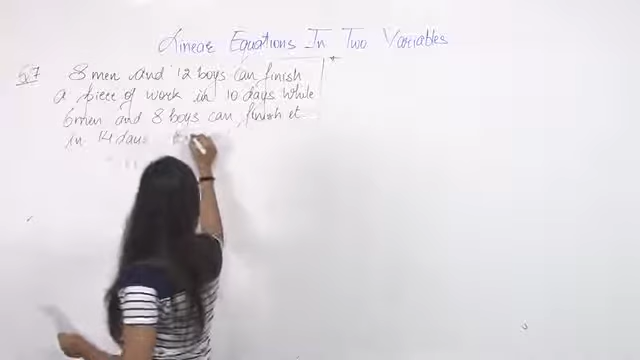 Linear Equations In Two Variables
Q7 8 men and 12 boys can finish
a piece of work in 10 days while
6 men and 8 boys can finish it
in 14 days.